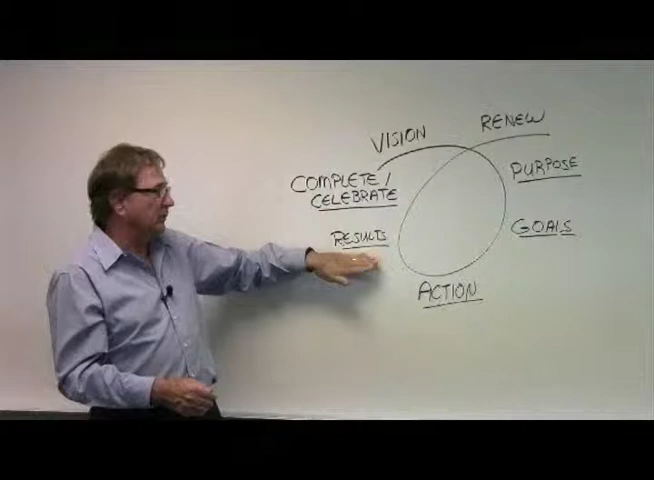 VISION
RENEW
PURPOSE
GOALS
ACTION
RESULTS
COMPLETE/
CELEBRATE